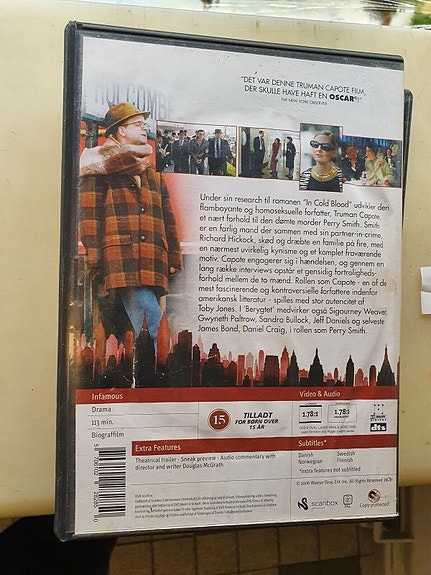 HOLCOMB
"DET VAR DENNE TRUMAN CAPOTE FILM,
DER SKULLE HAVE HAFT EN OSCAR®!"
THE NEW YORK OBSERVER
Under sin research til romanen "In Cold Blood" udvikler den
flamboyante og homoseksuelle forfatter, Truman Capote,
et nært forhold til den dømte morder Perry Smith. Smith
er en farlig mand der sammen med sin partner-in-crime,
Richard Hickock, skød og dræbte en familie på fire, med
en nærmest uvirkelig kynisme og et komplet fraværende
motiv. Capote engagerer sig i hændelsen, og gennem en
lang række interviews opstår et gensidig fortroligheds-
forhold mellem de to mænd. Rollen som Capote - en af de
mest fascinerende og kontroversielle forfattere indenfor
amerikansk litteratur - spilles med stor autencitet af
Toby Jones. I 'Berygtet' medvirker også Sigourney Weaver,
Gwyneth Paltrow, Sandra Bullock, Jeff Daniels og selveste
James Bond, Daniel Craig, i rollen som Perry Smith.
Infamous
Video & Audio
Drama
113 min.
Biograffilm
15
TILLADT
FOR BØRN OVER
15 ÅR
1.78:1
1.78:1
dts
Extra Features
Theatrical trailer - Sneak preview - Audio commentary with
director and writer Douglas McGrath
Subtitles*
Danish
Swedish
Norwegian
Finnish
*extra features not subtitled
© 2006 Warner Bros. Ent. Inc. All Rights Reserved.
scanbox
Copy protected